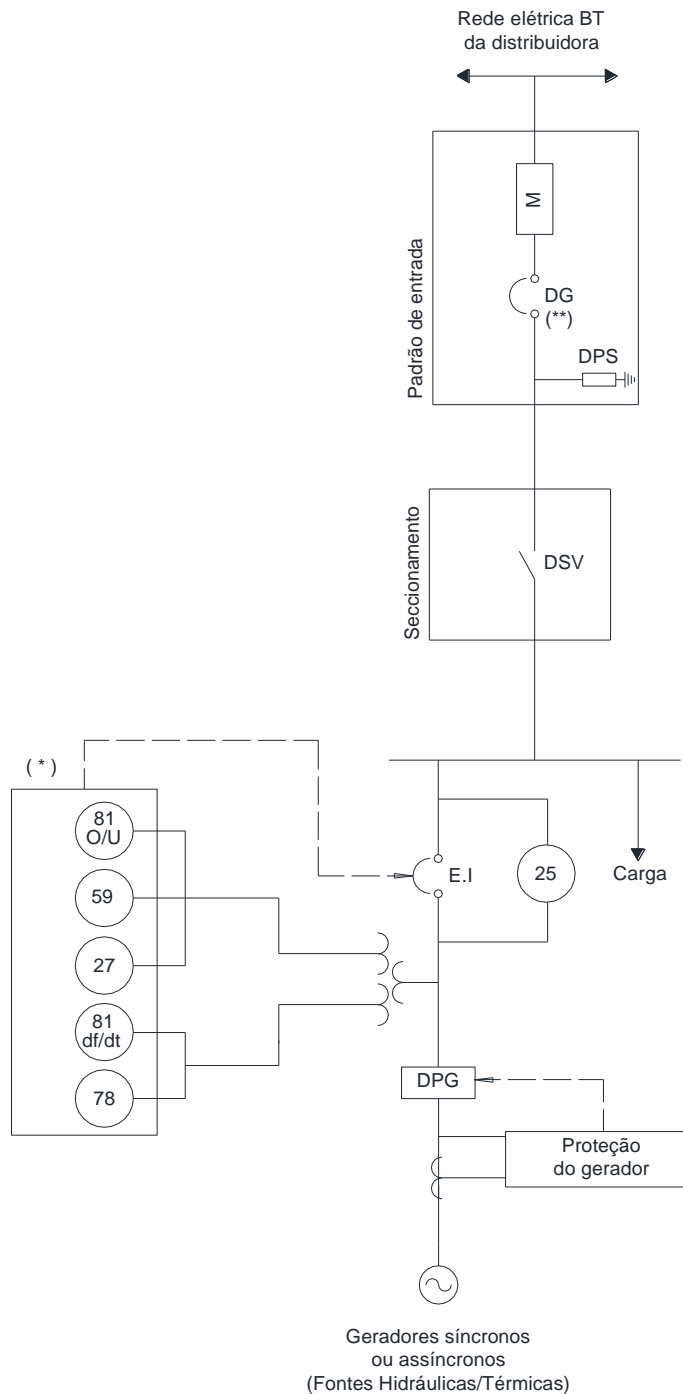 Rede elétrica BT
da distribuidora
Padrão de entrada
M
DG
(**)
DPS
Seccionamento
DSV
(*)
81
O/U
59
27
81
df/dt
78
E.I
25
Carga
DPG
Proteção
do gerador
Geradores síncronos
ou assíncronos
(Fontes Hidráulicas/Térmicas)